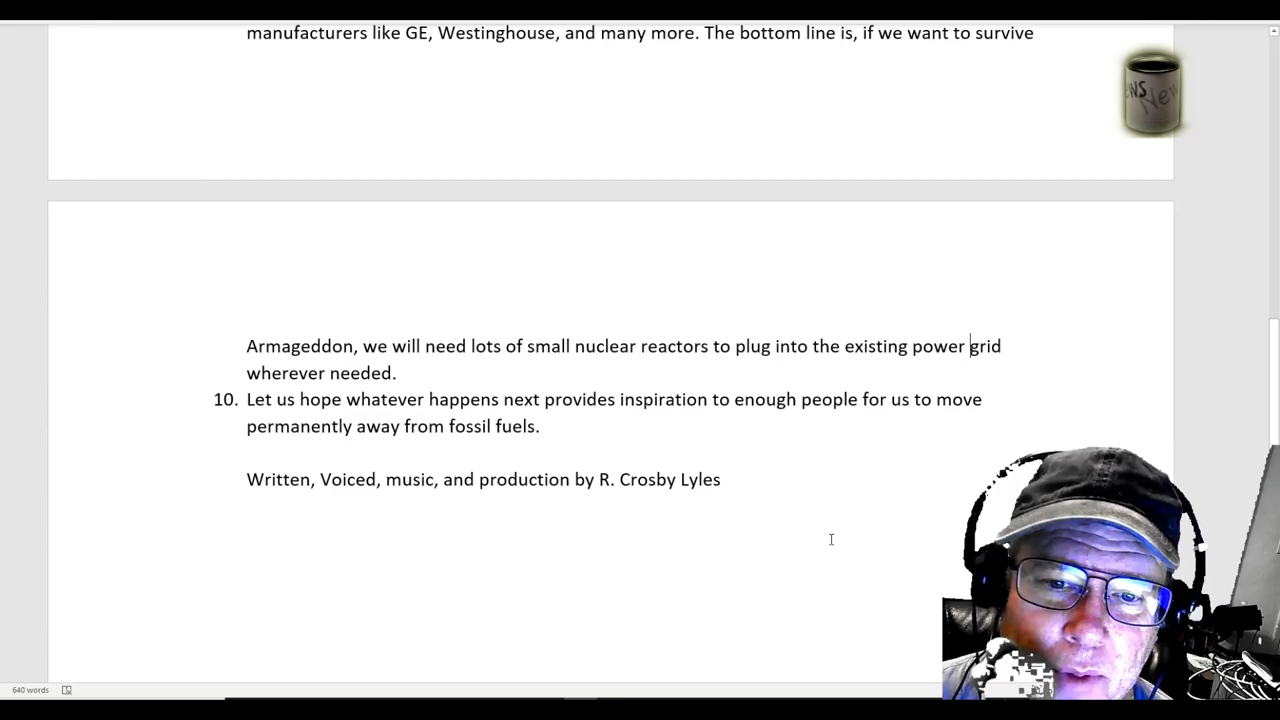 manufacturers like GE, Westinghouse, and many more. The bottom line is, if we want to survive
Armageddon, we will need lots of small nuclear reactors to plug into the existing power grid
wherever needed.
10. Let us hope whatever happens next provides inspiration to enough people for us to move
permanently away from fossil fuels.
Written, Voiced, music, and production by R. Crosby Lyles
640 words